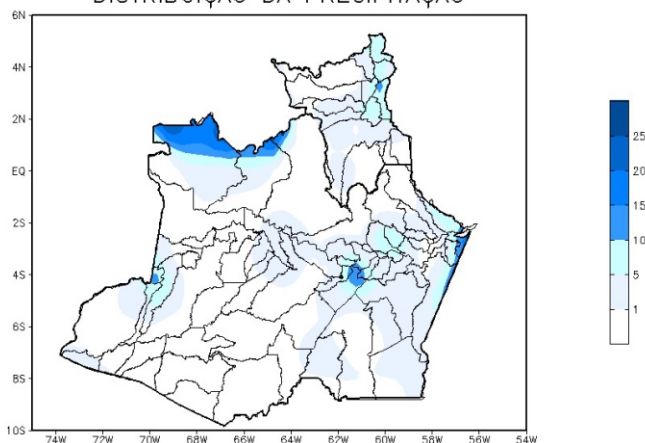 DISTRIBUIÇÃO DA PRECIPITAÇÃO
6N
4N
2N
EQ
2S
4S
6S
8S
10S
74W 72W 70W 68W 66W 64W 62W 60W 58W 56W 54W
25
20
15
10
5
1